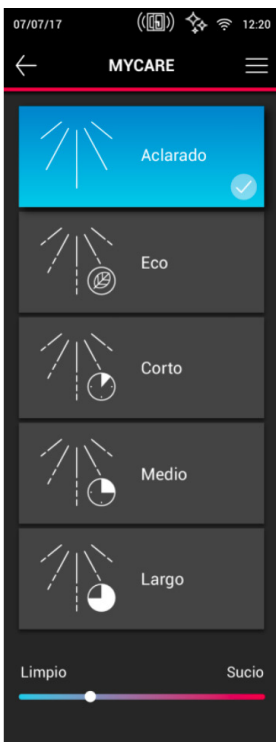 07/07/17 12:20
MYCARE
Aclarado
Eco
Corto
Medio
Largo
Limpio Sucio